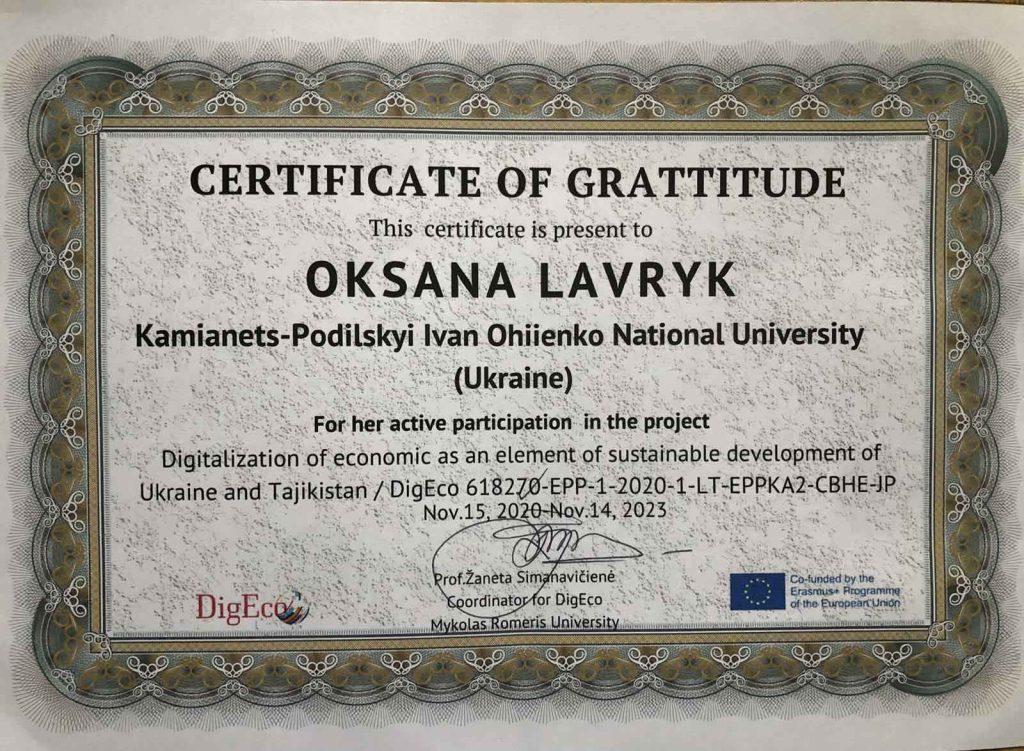 CERTIFICATE OF GRATTITUDE
This certificate is present to
OKSANA LAVRYK
Kamianets-Podilskyi Ivan Ohiienko National University
(Ukraine)
For her active participation in the project
Digitalization of economic as an element of sustainable development of
Ukraine and Tajikistan / DigEco 618270-EPP-1-2020-1-LT-EPPKA2-CBHE-JP
Nov.15, 2020-Nov.14, 2023
Prof.Žaneta Simanavičienė
Coordinator for DigEco
Mykolas Romeris University
DigEco
Co-funded by the
Erasmus+ Programme
of the European Union